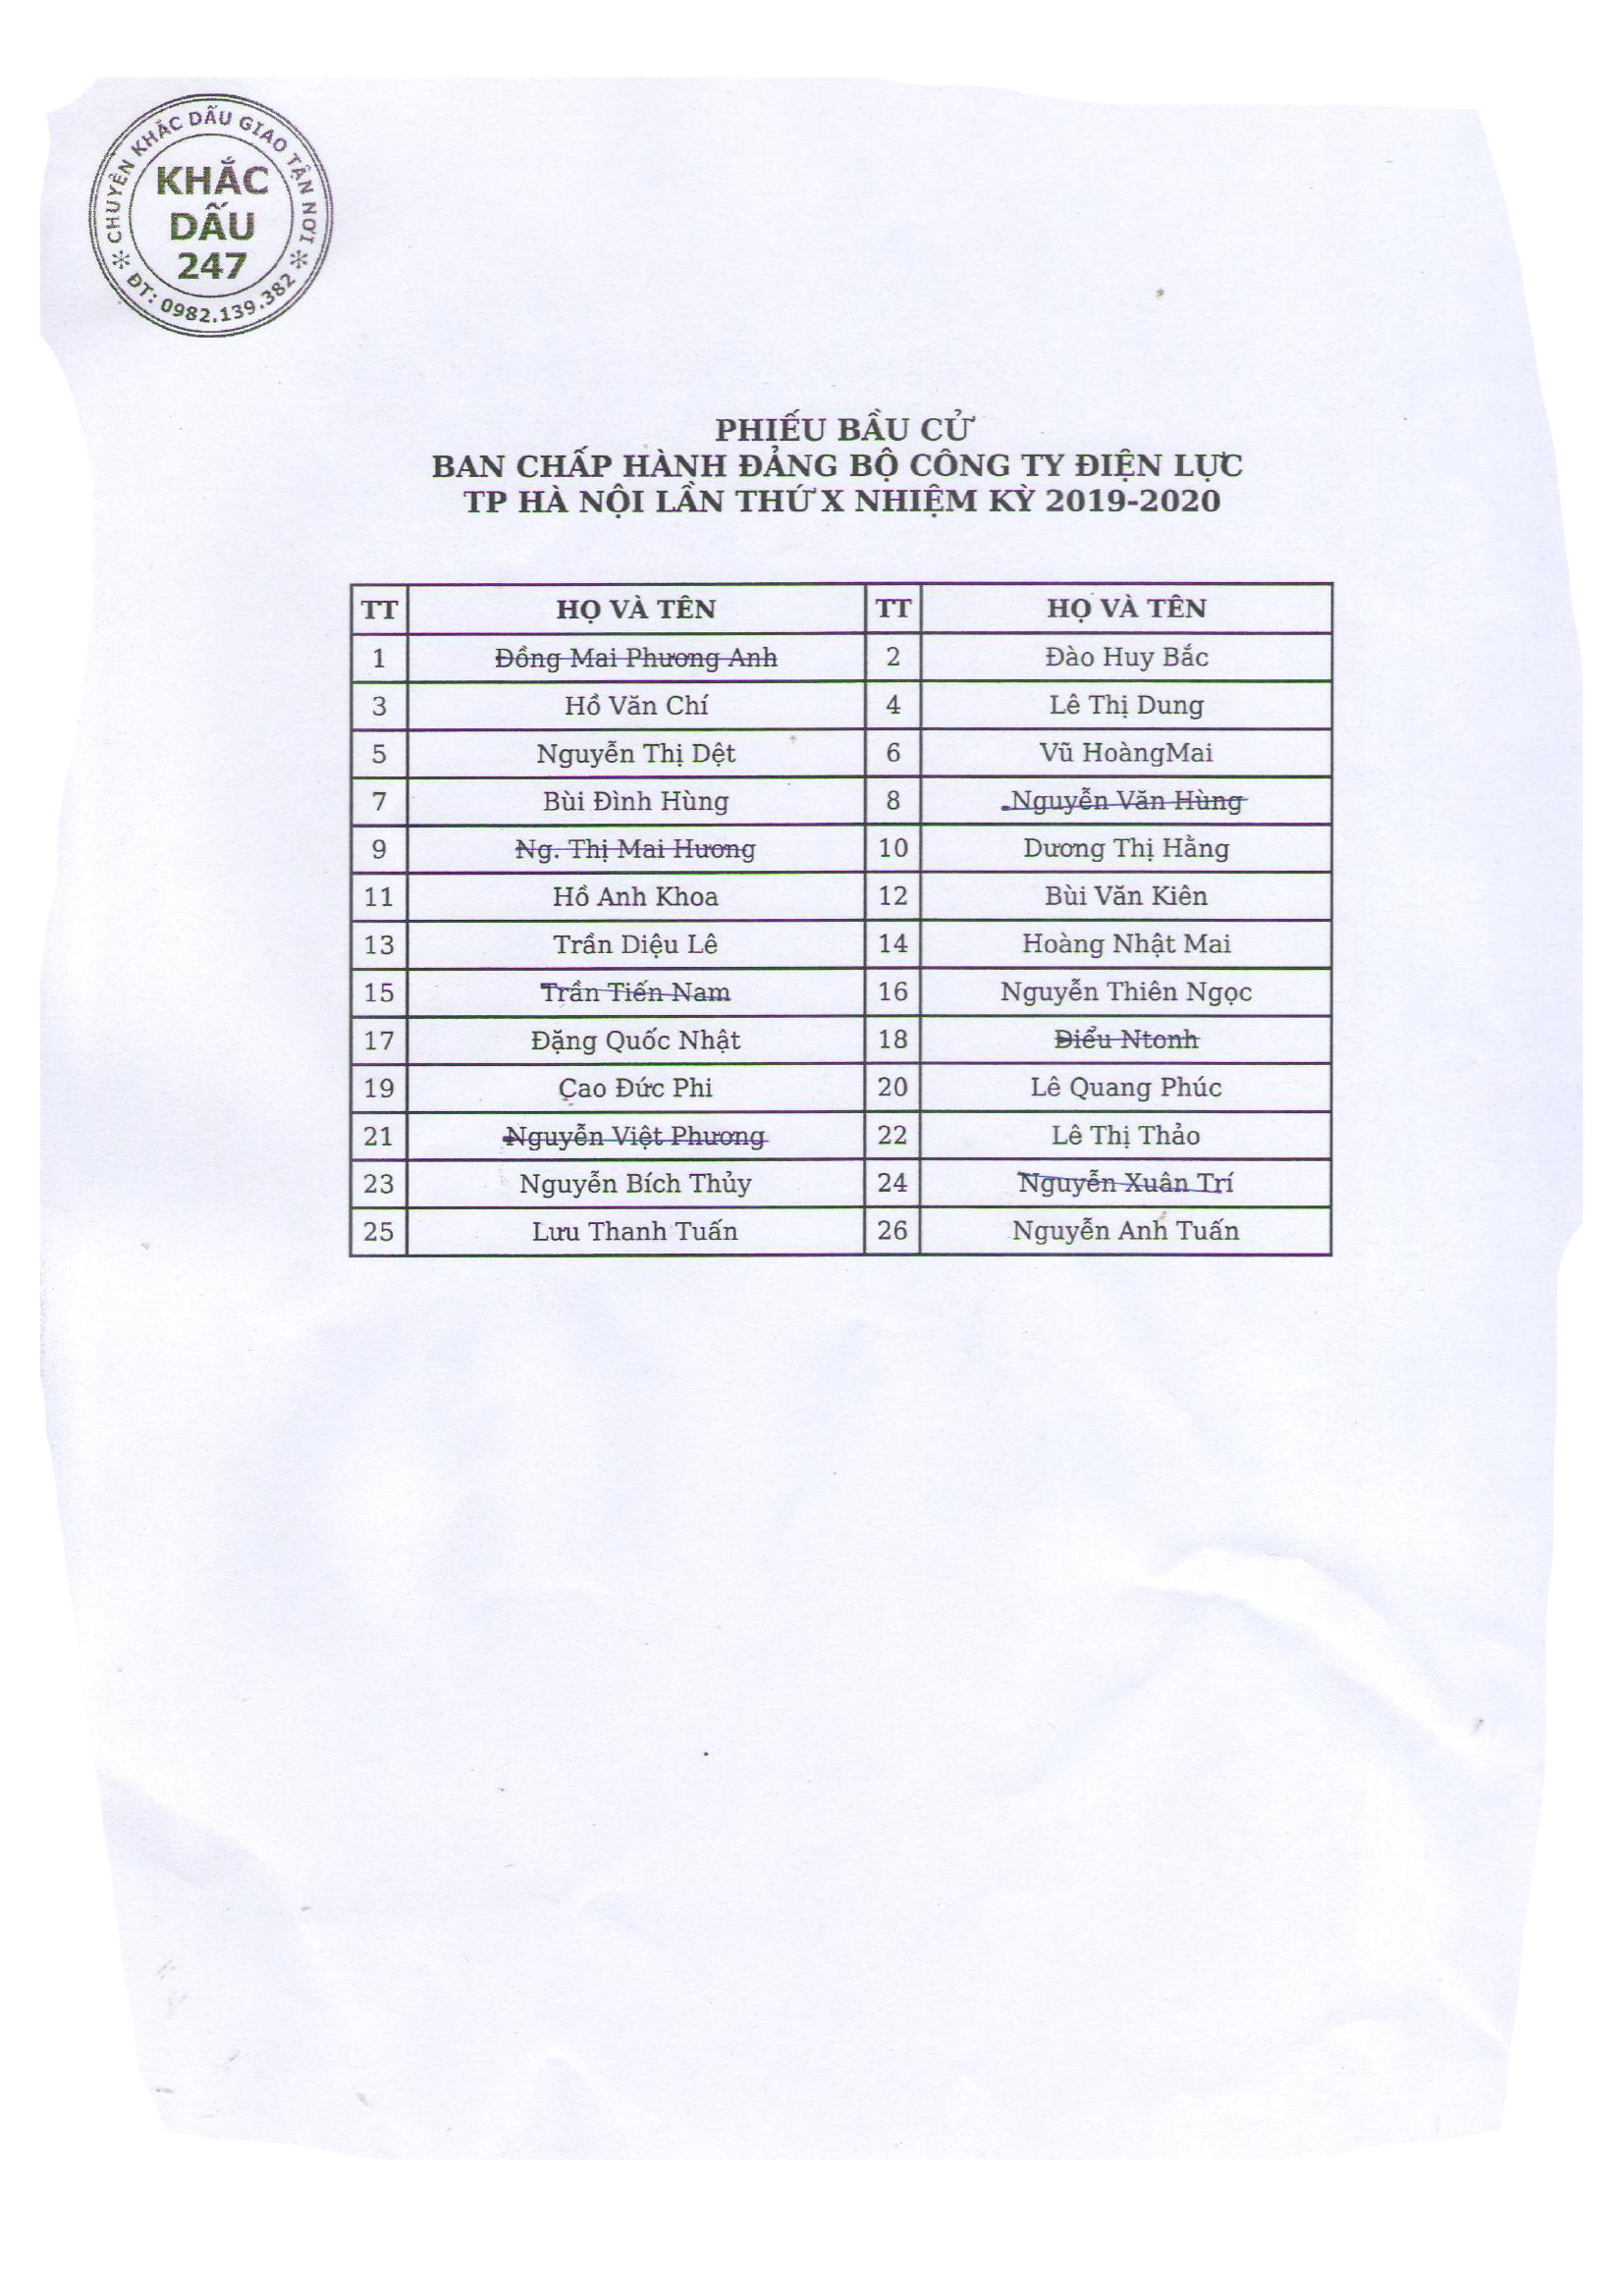 CHUYÊN KHẮC DẤU GIAO TẬN NƠI
KHẮC
DẤU
247
ĐT: 0982.139.382
PHIẾU BẦU CỬ
BAN CHẤP HÀNH ĐẢNG BỘ CÔNG TY ĐIỆN LỰC
TP HÀ NỘI LẦN THỨ X NHIỆM KỲ 2019-2020
TT HỌ VÀ TÊN TT HỌ VÀ TÊN
1 Đồng Mai Phương Anh 2 Đào Huy Bắc
3 Hồ Văn Chí 4 Lê Thị Dung
5 Nguyễn Thị Dệt 6 Vũ HoàngMai
7 Bùi Đình Hùng 8 Nguyễn Văn Hùng
9 Ng. Thị Mai Hương 10 Dương Thị Hằng
11 Hồ Anh Khoa 12 Bùi Văn Kiên
13 Trần Diệu Lê 14 Hoàng Nhật Mai
15 Trần Tiến Nam 16 Nguyễn Thiên Ngọc
17 Đặng Quốc Nhật 18 Điểu Ntonh
19 Cao Đức Phi 20 Lê Quang Phúc
21 Nguyễn Việt Phương 22 Lê Thị Thảo
23 Nguyễn Bích Thủy 24 Nguyễn Xuân Trí
25 Lưu Thanh Tuấn 26 Nguyễn Anh Tuấn